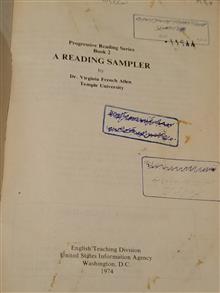 Progressive Reading Series
Book 2
A READING SAMPLER
by
Dr. Virginia French Allen
Temple University
English Teaching Division
United States Information Agency
Washington, D.C.
1974